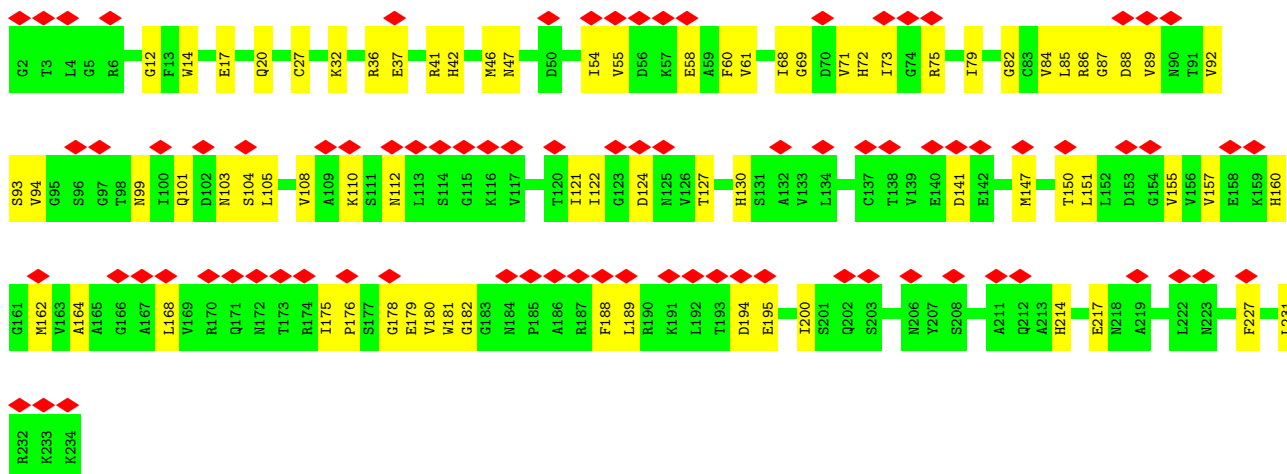 G2 T3 L4 G5 R6 G12 F13 W14 E17 Q20 C27 K32 R36 E37 R41 H42 M46 N47 D50 I54 V55 D56 K57 E58 A59 F60 V61 I68 G69 D70 V71 H72 I73 G74 R75 I79 G82 C83 V84 L85 R86 G87 D88 V89 N90 T91 V92
S93 V94 G95 S96 G97 T98 N99 I100 Q101 D102 N103 S104 L105 V108 A109 K110 S111 N112 L113 S114 G115 K116 V117 T120 I121 I122 G123 D124 N125 V126 T127 H130 S131 A132 V133 L134 C137 T138 V139 E140 D141 E142 M147 T150 L151 L152 D153 G154 V155 V156 V157 E158 K159 H160
G161 M162 V163 A164 A165 G166 A167 L168 V169 R170 Q171 N172 T173 R174 I175 P176 S177 G178 E179 V180 W181 G182 G183 N184 P185 A186 R187 F188 L189 R190 K191 L192 T193 D194 E195 I200 S201 Q202 S203 N206 Y207 S208 A211 Q212 A213 H214 E217 N218 A219 L222 N223 F227 L231
R232 K233 K234